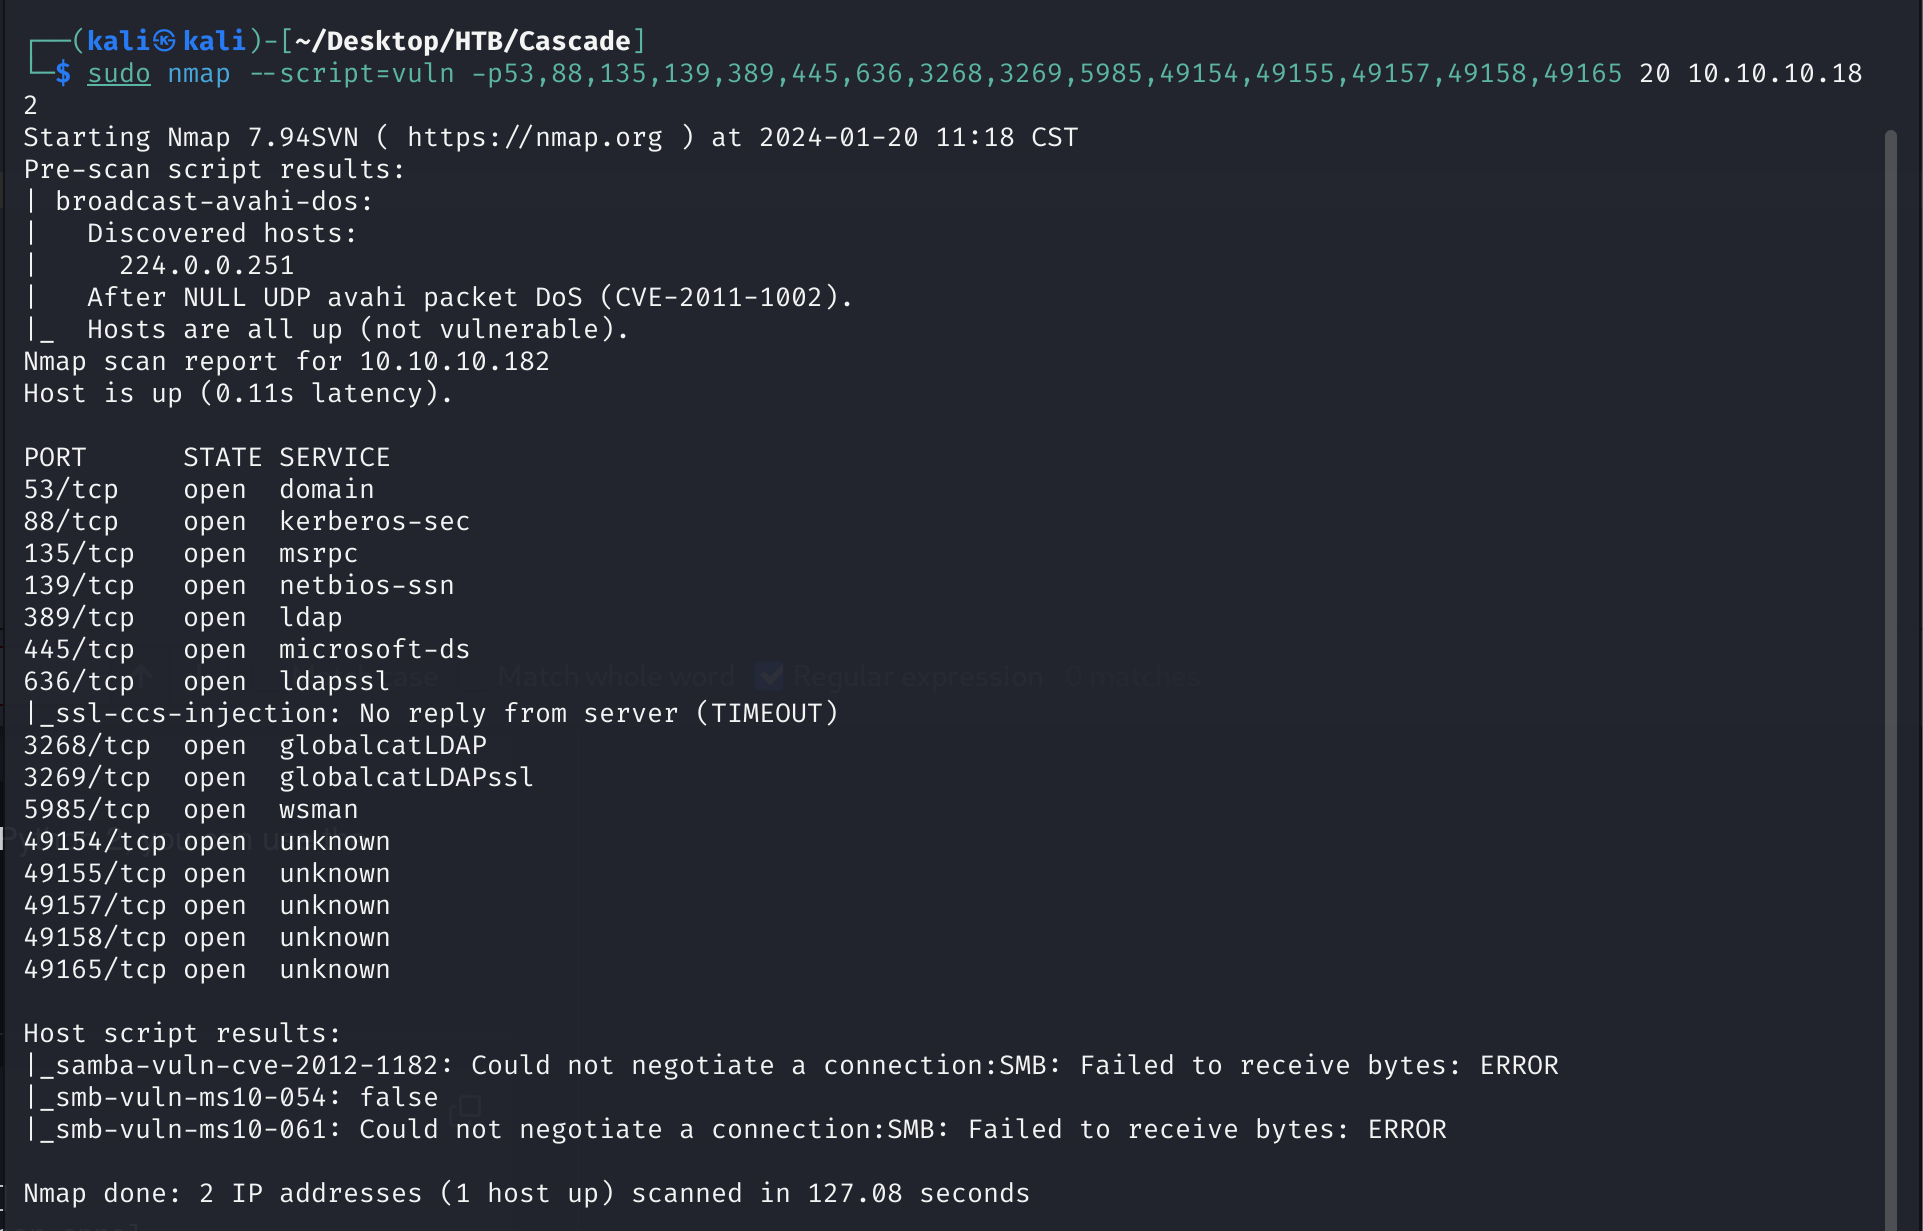 ┌──(kali㉿kali)-[~/Desktop/HTB/Cascade]
└─$ sudo nmap --script=vuln -p53,88,135,139,389,445,636,3268,3269,5985,49154,49155,49157,49158,49165 20 10.10.10.18
2
Starting Nmap 7.94SVN ( https://nmap.org ) at 2024-01-20 11:18 CST
Pre-scan script results:
| broadcast-avahi-dos:
|   Discovered hosts:
|     224.0.0.251
|   After NULL UDP avahi packet DoS (CVE-2011-1002).
|_  Hosts are all up (not vulnerable).
Nmap scan report for 10.10.10.182
Host is up (0.11s latency).
PORT      STATE SERVICE
53/tcp    open  domain
88/tcp    open  kerberos-sec
135/tcp   open  msrpc
139/tcp   open  netbios-ssn
389/tcp   open  ldap
445/tcp   open  microsoft-ds
Match whole word Regular expression 0 matches
636/tcp   open  ldapssl
|_ssl-ccs-injection: No reply from server (TIMEOUT)
3268/tcp  open  globalcatLDAP
3269/tcp  open  globalcatLDAPssl
5985/tcp  open  wsman
49154/tcp open  unknown
49155/tcp open  unknown
49157/tcp open  unknown
49158/tcp open  unknown
49165/tcp open  unknown
Host script results:
|_samba-vuln-cve-2012-1182: Could not negotiate a connection:SMB: Failed to receive bytes: ERROR
|_smb-vuln-ms10-054: false
|_smb-vuln-ms10-061: Could not negotiate a connection:SMB: Failed to receive bytes: ERROR
Nmap done: 2 IP addresses (1 host up) scanned in 127.08 seconds